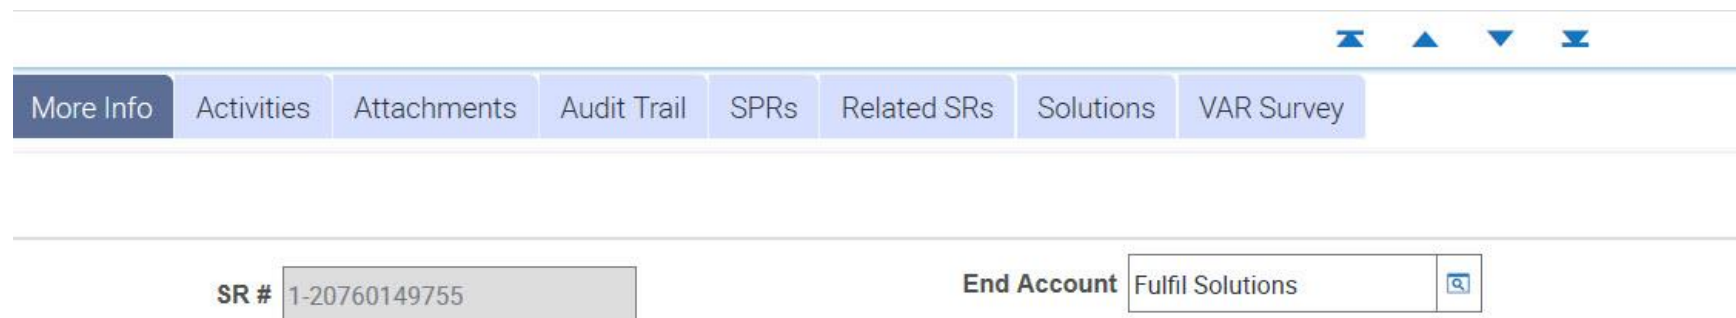 More Info Activities Attachments Audit Trail SPRs Related SRs Solutions VAR Survey
SR # 1-20760149755 End Account Fulfil Solutions